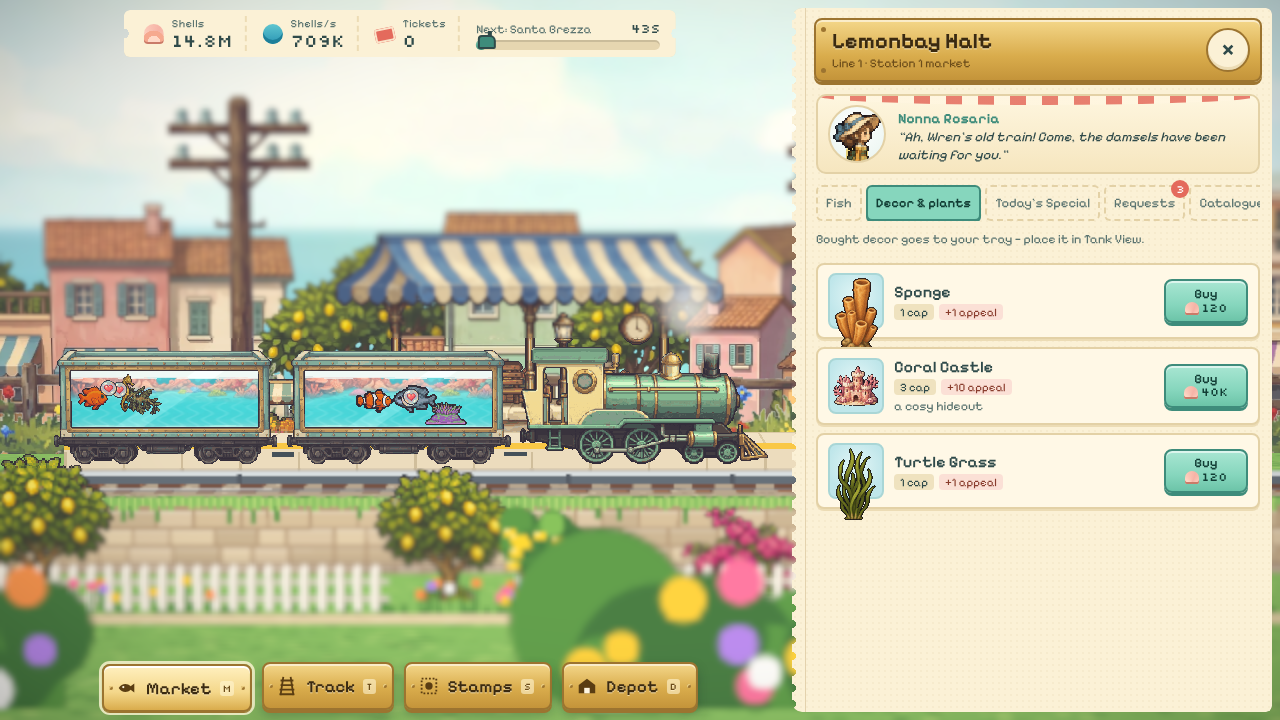 Shells
14.8M
Shells/s
709K
Tickets
0
Next: Santa Brezza
43S
Lemonbay Halt
Line 1 · Station 1 market
×
Nonna Rosaria
"Ah, Wren's old train! Come, the damsels have been
waiting for you."
Fish
Decor & plants
Today's Special
Requests
3
Catalogue
Bought decor goes to your tray - place it in Tank View.
Sponge
1 cap
+1 appeal
Buy
120
Coral Castle
3 cap
+10 appeal
a cosy hideout
Buy
40K
Turtle Grass
1 cap
+1 appeal
Buy
120
Market M
Track T
Stamps S
Depot D